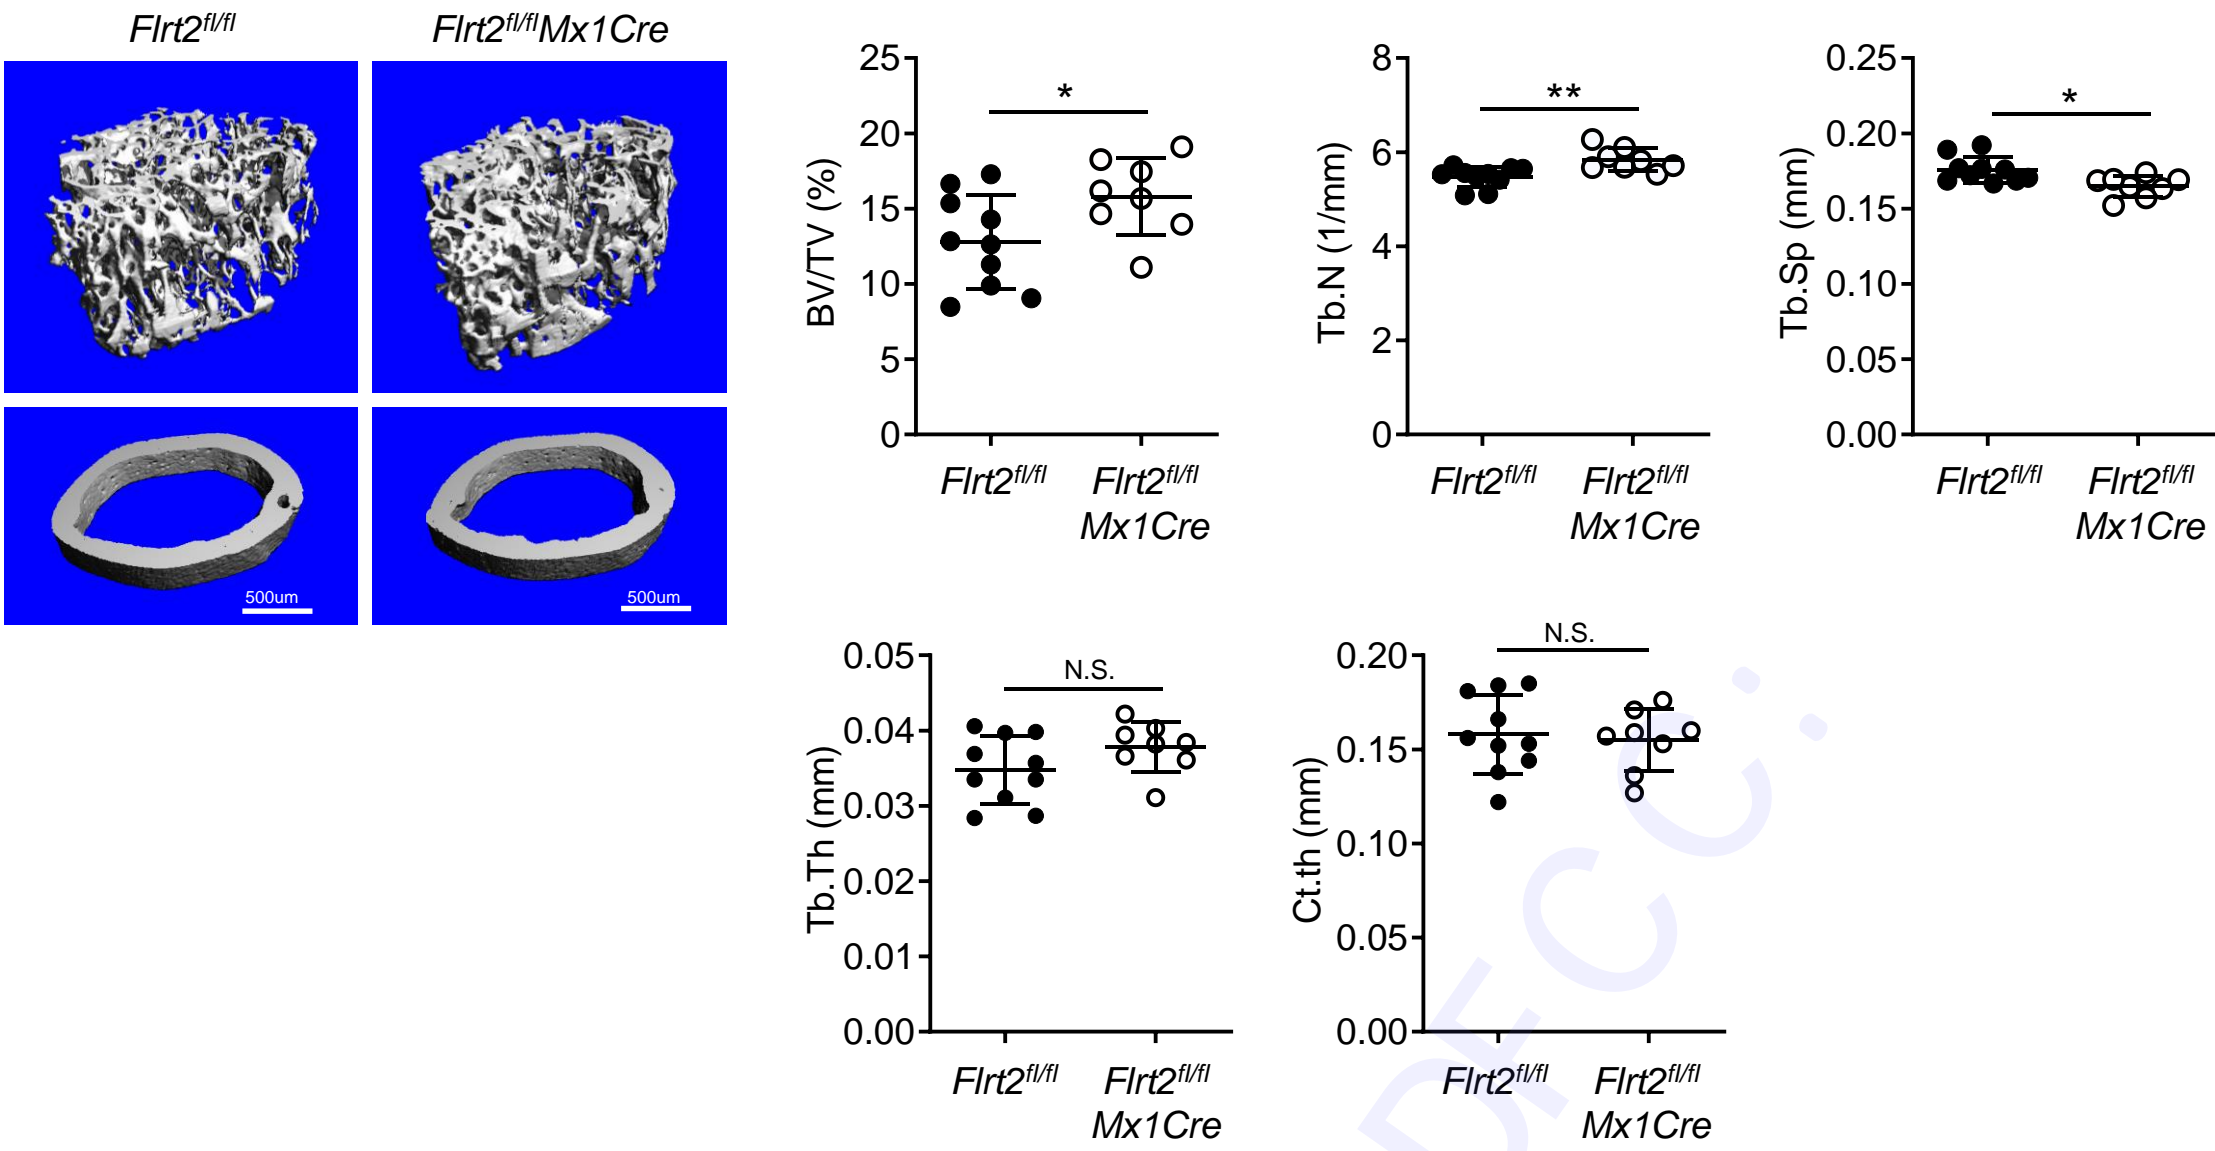 Flrt2fl/fl
Flrt2fl/flMx1Cre
500um
500um
BV/TV (%)
25
20
15
10
5
0
*
Flrt2fl/fl
Flrt2fl/fl
Mx1Cre
Tb.N (1/mm)
8
6
4
2
0
**
Flrt2fl/fl
Flrt2fl/fl
Mx1Cre
Tb.Sp (mm)
0.25
0.20
0.15
0.10
0.05
0.00
*
Flrt2fl/fl
Flrt2fl/fl
Mx1Cre
Tb.Th (mm)
0.05
0.04
0.03
0.02
0.01
0.00
N.S.
Flrt2fl/fl
Flrt2fl/fl
Mx1Cre
Ct.th (mm)
0.20
0.15
0.10
0.05
0.00
N.S.
Flrt2fl/fl
Flrt2fl/fl
Mx1Cre